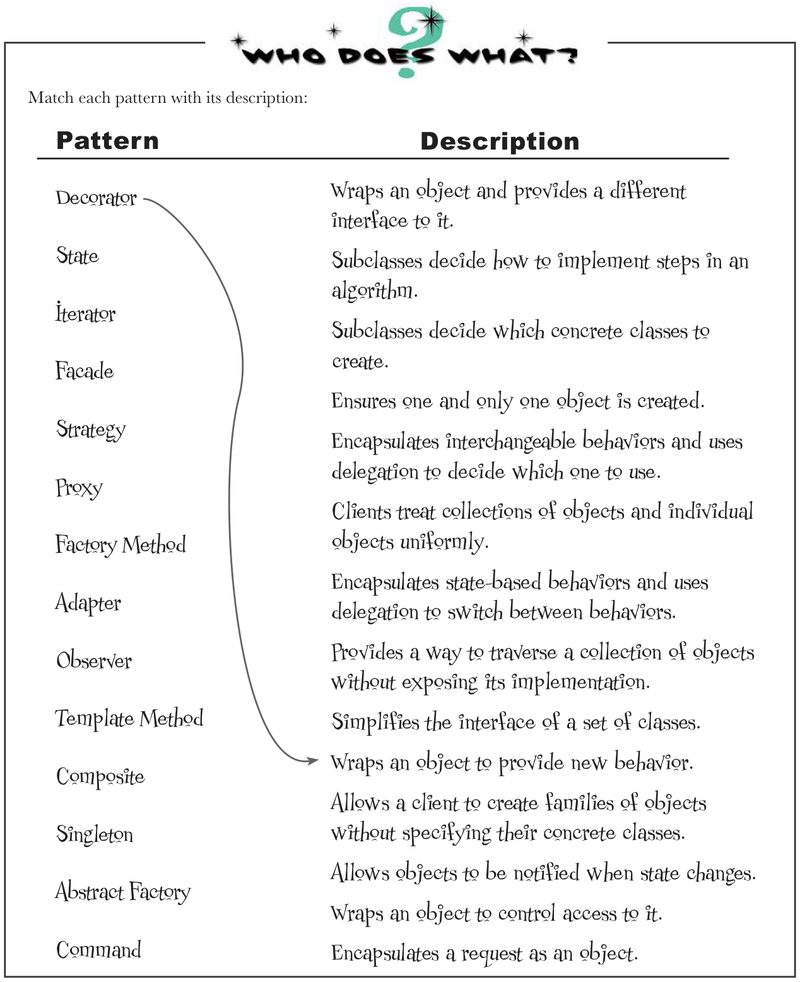 WHO DOES WHAT?
Match each pattern with its description:
Pattern
Description
Decorator
State
Iterator
Facade
Strategy
Proxy
Factory Method
Adapter
Observer
Template Method
Composite
Singleton
Abstract Factory
Command
Wraps an object and provides a different
interface to it.
Subclasses decide how to implement steps in an
algorithm.
Subclasses decide which concrete classes to
create.
Ensures one and only one object is created.
Encapsulates interchangeable behaviors and uses
delegation to decide which one to use.
Clients treat collections of objects and individual
objects uniformly.
Encapsulates state-based behaviors and uses
delegation to switch between behaviors.
Provides a way to traverse a collection of objects
without exposing its implementation.
Simplifies the interface of a set of classes.
Wraps an object to provide new behavior.
Allows a client to create families of objects
without specifying their concrete classes.
Allows objects to be notified when state changes.
Wraps an object to control access to it.
Encapsulates a request as an object.